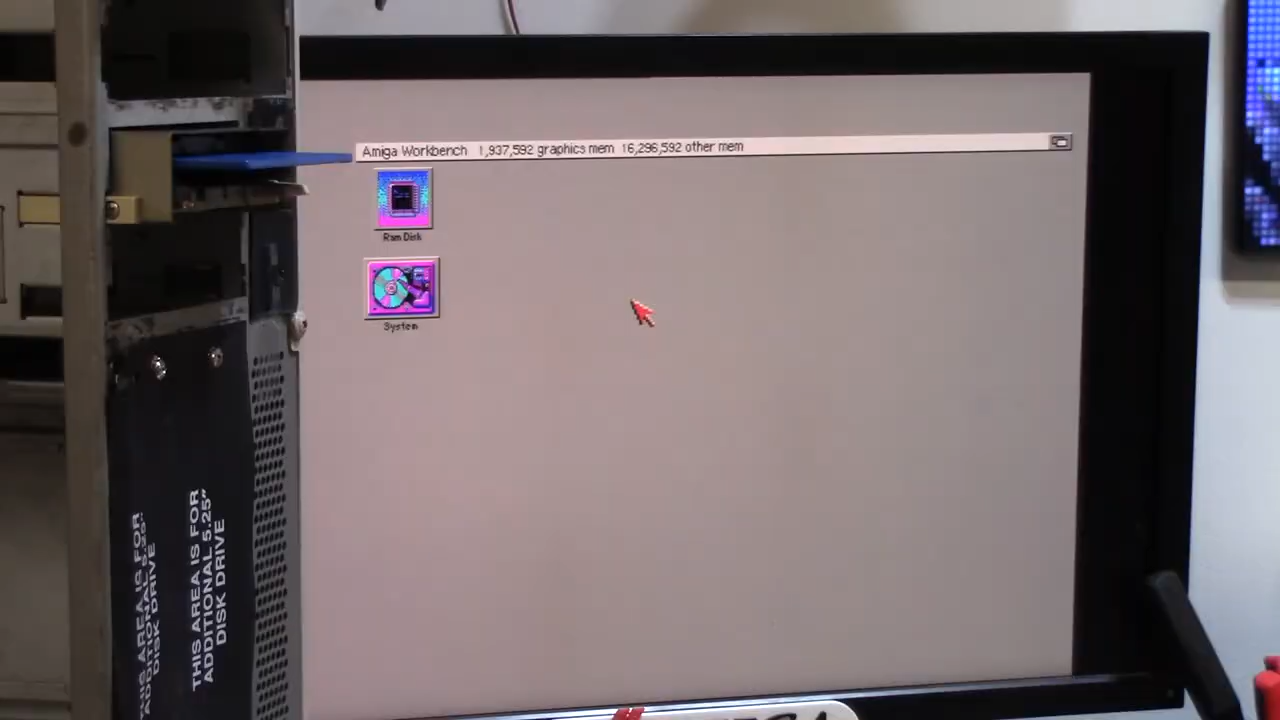 Amiga Workbench 1,937,592 graphics mem 16,296,592 other mem
Ram Disk
System
THIS AREA IS FOR
ADDITIONAL 5.25"
DISK DRIVE
THIS AREA IS FOR
ADDITIONAL 5.25"
DISK DRIVE